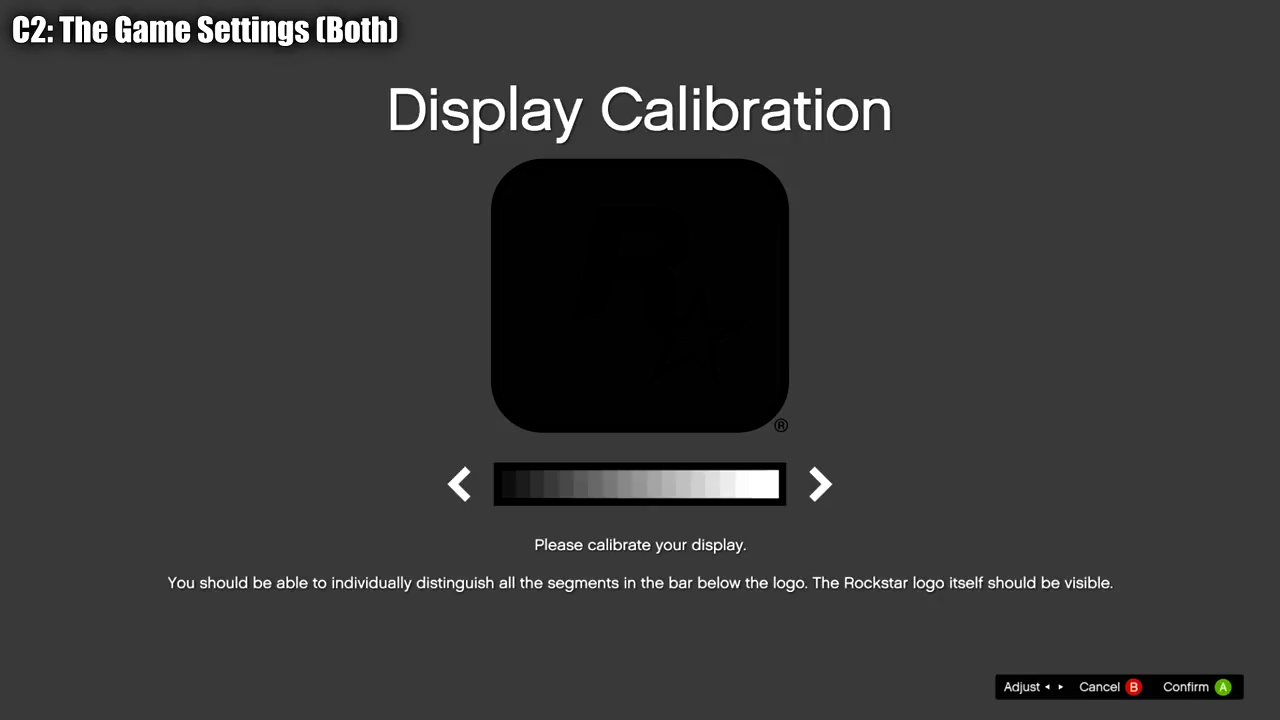 C2: The Game Settings (Both)
Display Calibration
R
®
Please calibrate your display.
You should be able to individually distinguish all the segments in the bar below the logo. The Rockstar logo itself should be visible.
Adjust Cancel B Confirm A